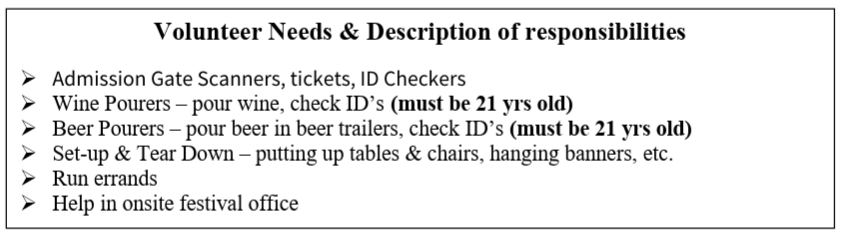 Volunteer Needs & Description of responsibilities
➢ Admission Gate Scanners, tickets, ID Checkers
➢ Wine Pourers – pour wine, check ID’s (must be 21 yrs old)
➢ Beer Pourers – pour beer in beer trailers, check ID’s (must be 21 yrs old)
➢ Set-up & Tear Down – putting up tables & chairs, hanging banners, etc.
➢ Run errands
➢ Help in onsite festival office